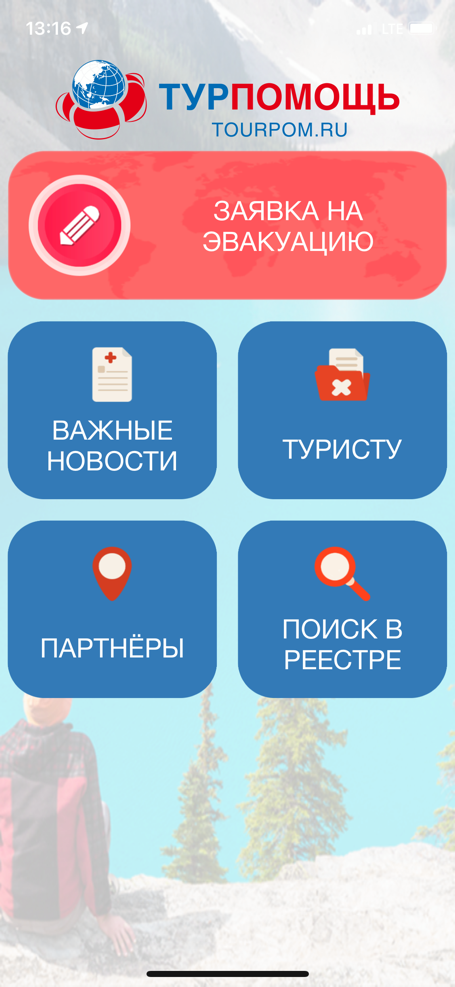 13:16
LTE
ТУРПОМОЩЬ
TOURPOM.RU
ЗАЯВКА НА
ЭВАКУАЦИЮ
ВАЖНЫЕ
НОВОСТИ
ТУРИСТУ
ПАРТНЁРЫ
ПОИСК В
РЕЕСТРЕ